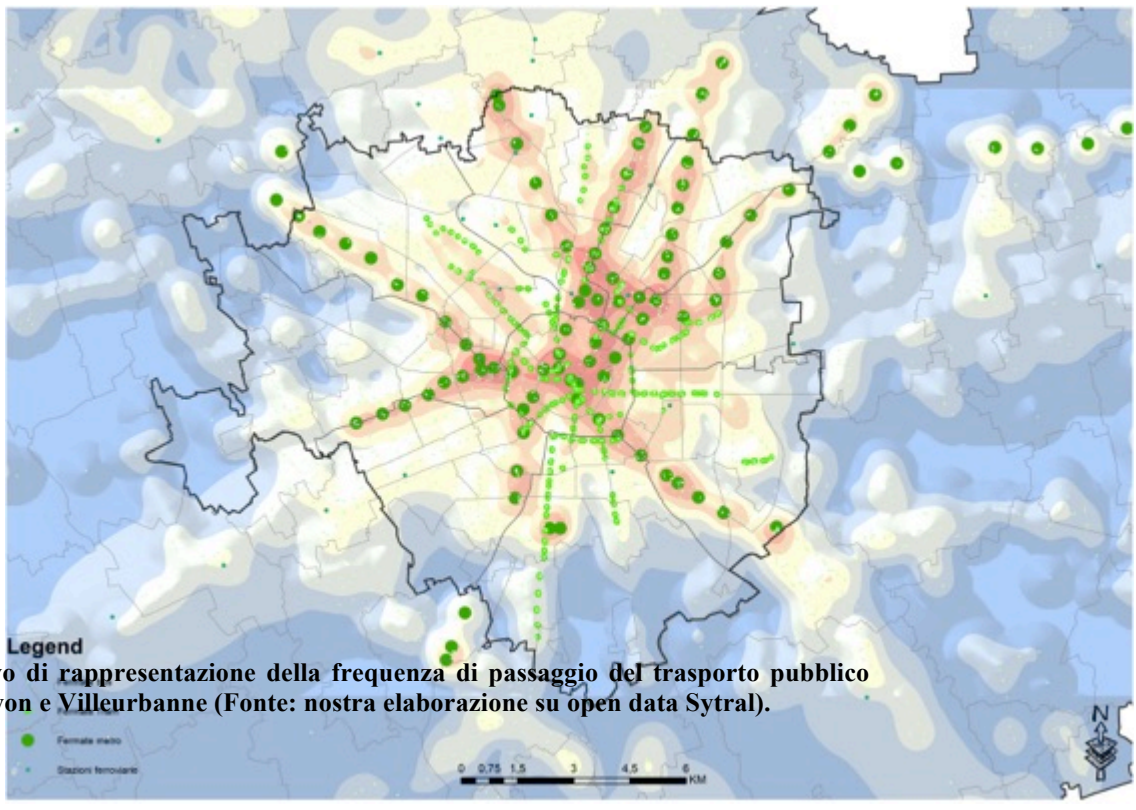 Legend
vo di rappresentazione della frequenza di passaggio del trasporto pubblico
yon e Villeurbanne (Fonte: nostra elaborazione su open data Sytral).
Fermate metro
Stazioni ferroviarie
0 0,75 1,5 3 4,5 6
KM
N